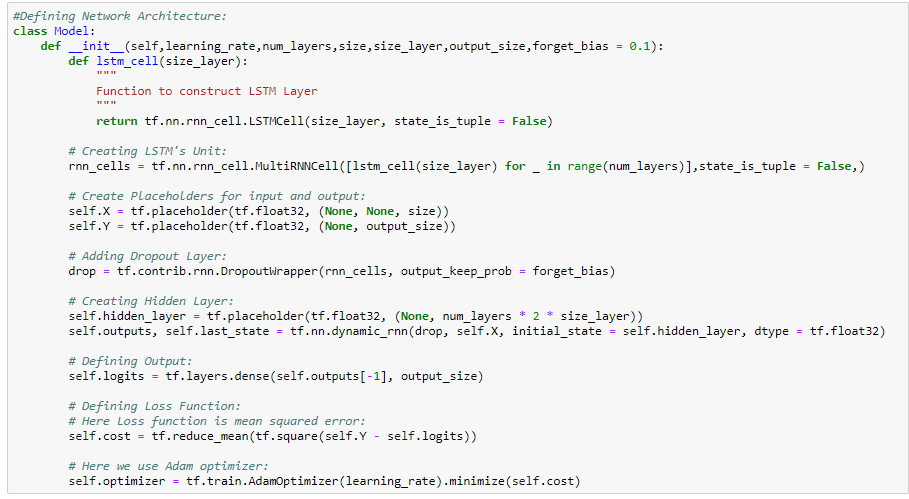 #Defining Network Architecture:
class Model:
    def __init__(self,learning_rate,num_layers,size,size_layer,output_size,forget_bias = 0.1):
        def lstm_cell(size_layer):
            """
            Function to construct LSTM Layer
            """
            return tf.nn.rnn_cell.LSTMCell(size_layer, state_is_tuple = False)

        # Creating LSTM's Unit:
        rnn_cells = tf.nn.rnn_cell.MultiRNNCell([lstm_cell(size_layer) for _ in range(num_layers)],state_is_tuple = False,)

        # Create Placeholders for input and output:
        self.X = tf.placeholder(tf.float32, (None, None, size))
        self.Y = tf.placeholder(tf.float32, (None, output_size))

        # Adding Dropout Layer:
        drop = tf.contrib.rnn.DropoutWrapper(rnn_cells, output_keep_prob = forget_bias)

        # Creating Hidden Layer:
        self.hidden_layer = tf.placeholder(tf.float32, (None, num_layers * 2 * size_layer))
        self.outputs, self.last_state = tf.nn.dynamic_rnn(drop, self.X, initial_state = self.hidden_layer, dtype = tf.float32)

        # Defining Output:
        self.logits = tf.layers.dense(self.outputs[-1], output_size)

        # Defining Loss Function:
        # Here Loss function is mean squared error:
        self.cost = tf.reduce_mean(tf.square(self.Y - self.logits))

        # Here we use Adam optimizer:
        self.optimizer = tf.train.AdamOptimizer(learning_rate).minimize(self.cost)